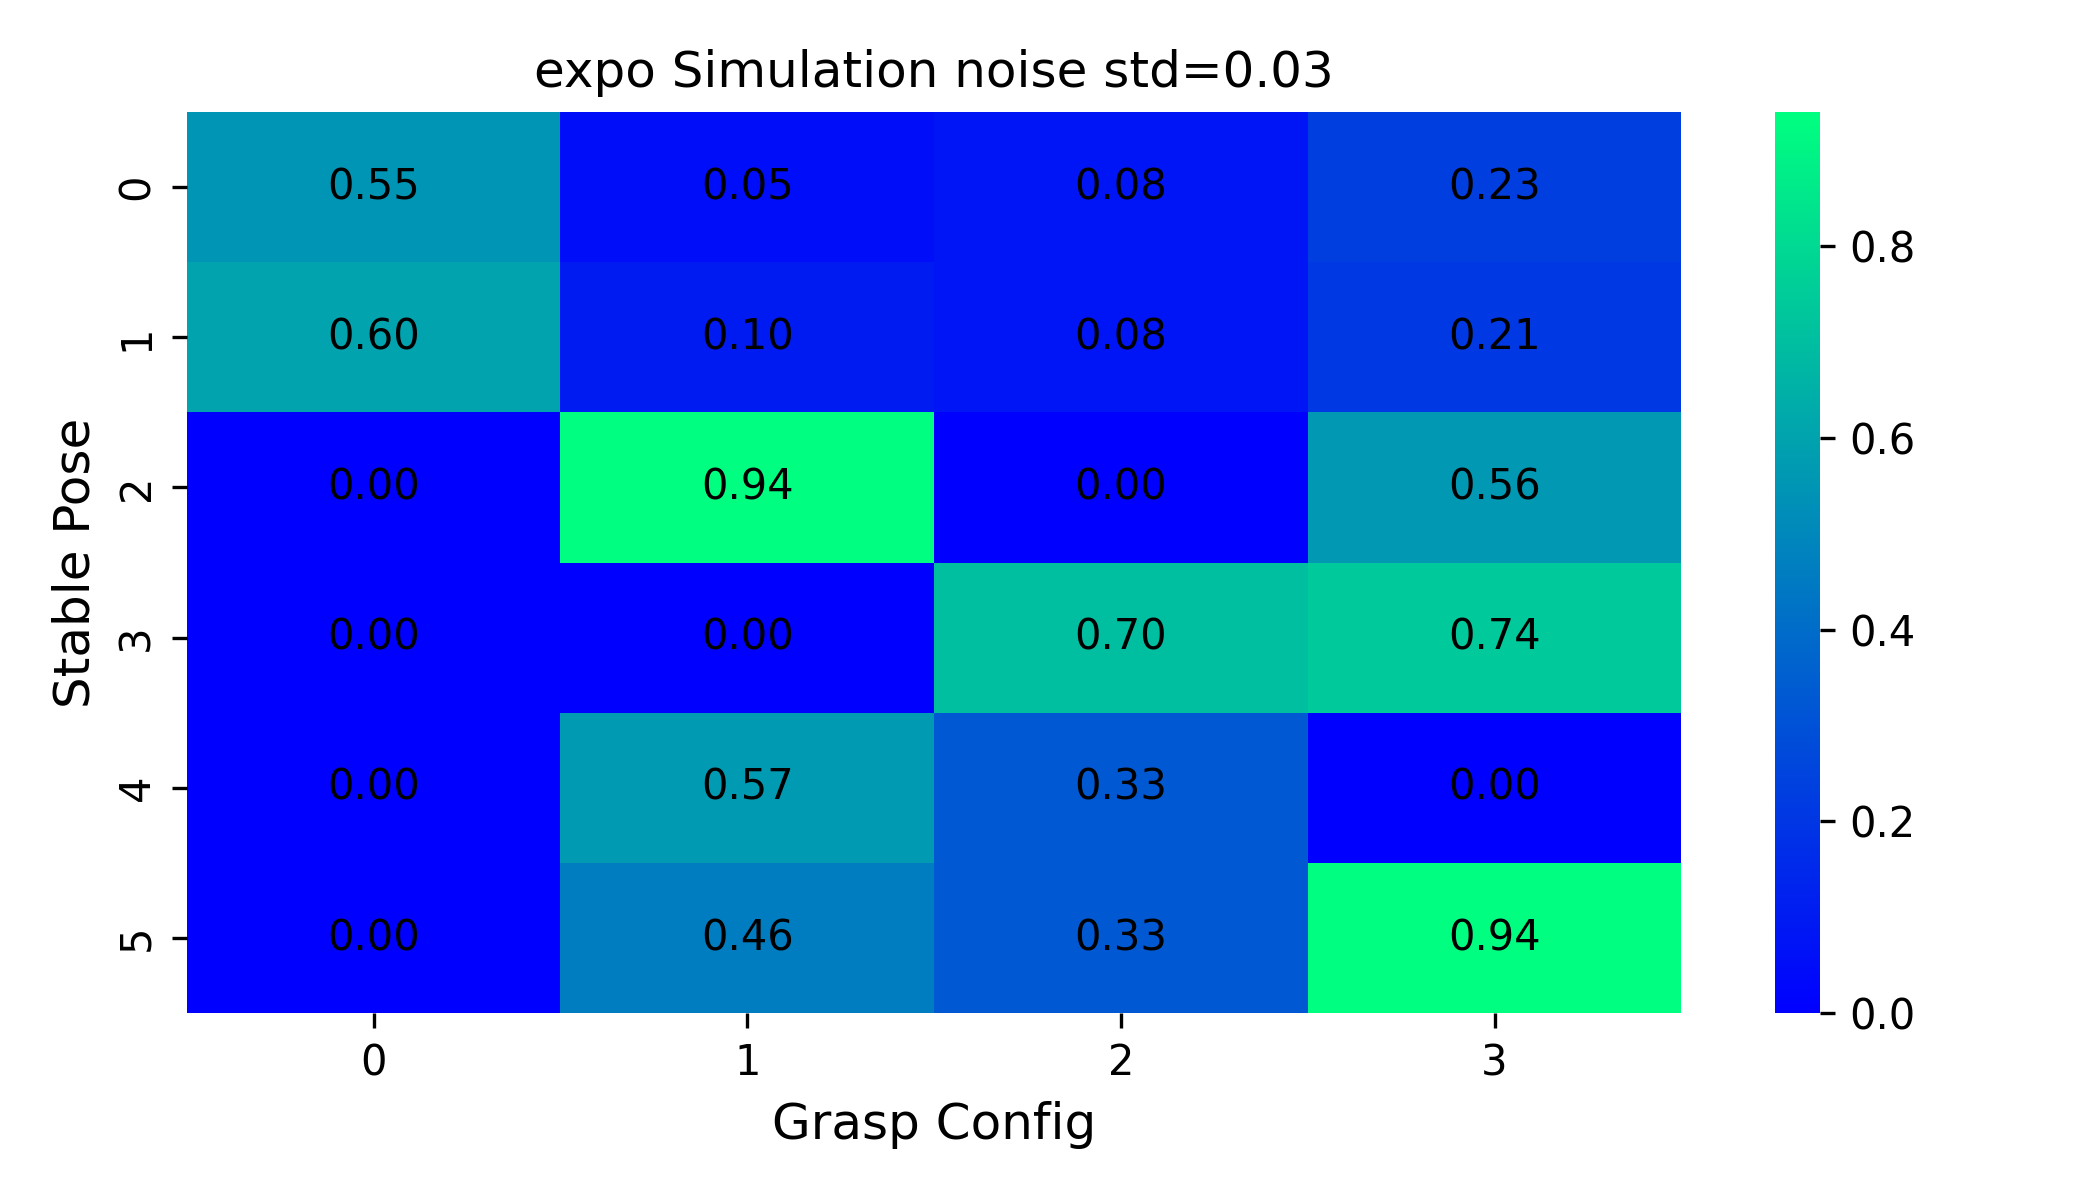 expo Simulation noise std=0.03
Stable Pose
0 0.55 0.05 0.08 0.23
1 0.60 0.10 0.08 0.21
2 0.00 0.94 0.00 0.56
3 0.00 0.00 0.70 0.74
4 0.00 0.57 0.33 0.00
5 0.00 0.46 0.33 0.94
0 1 2 3
Grasp Config
0.8
0.6
0.4
0.2
0.0